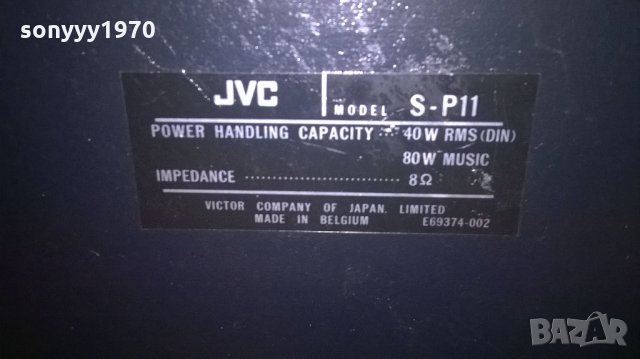 sonyyy1970
JVC MODEL S-P11
POWER HANDLING CAPACITY ··· 40W RMS (DIN)
80W MUSIC
IMPEDANCE ······························ 8Ω
VICTOR COMPANY OF JAPAN. LIMITED
MADE IN BELGIUM E69374-002
BAZAR